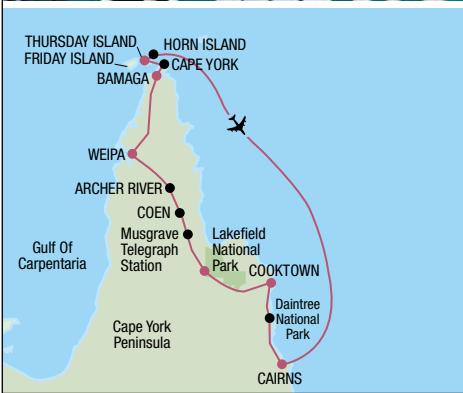 THURSDAY ISLAND
HORN ISLAND
FRIDAY ISLAND
CAPE YORK
BAMAGA
WEIPA
ARCHER RIVER
COEN
Musgrave
Telegraph
Station
Lakefield
National
Park
Gulf Of
Carpentaria
COOKTOWN
Daintree
National
Park
Cape York
Peninsula
CAIRNS